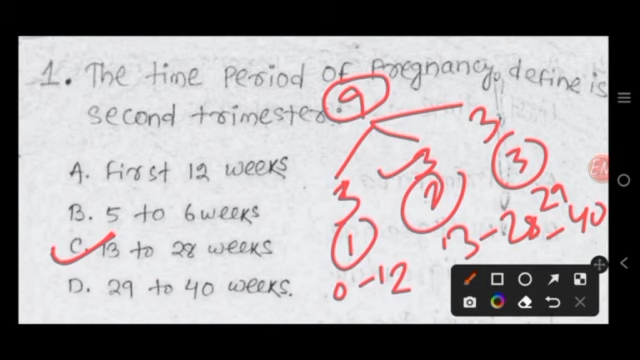 1. The time Period of Pregnancy define is
second trimester:
A. First 12 weeks
B. 5 to 6 weeks
C. 13 to 28 weeks
D. 29 to 40 weeks.
9
3 3 3
1 2 3
0-12 13-28 29-40
EN